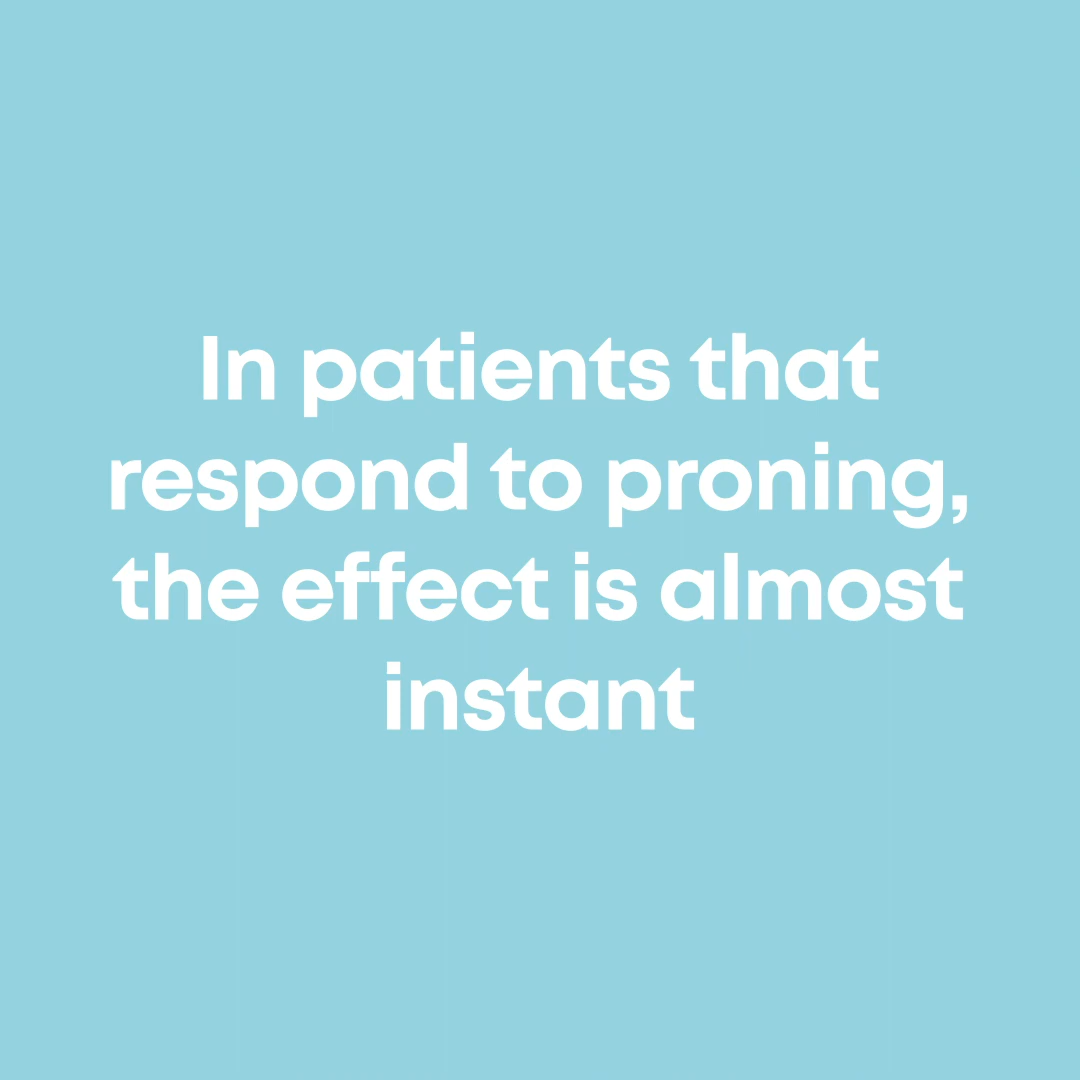 In patients that
respond to proning,
the effect is almost
instant